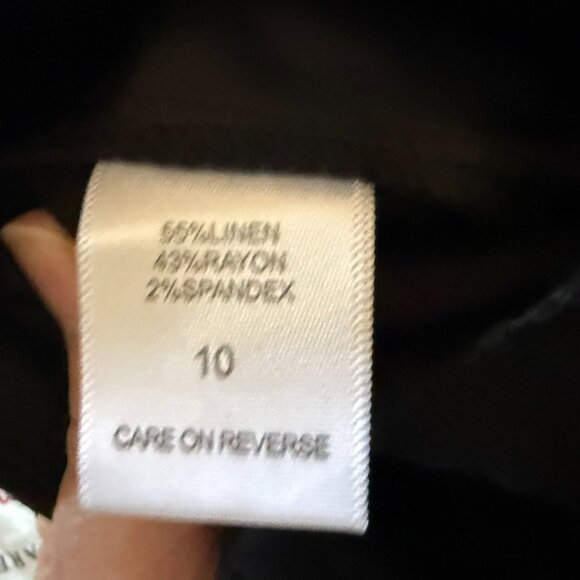 55%LINEN
43%RAYON
2%SPANDEX
10
CARE ON REVERSE